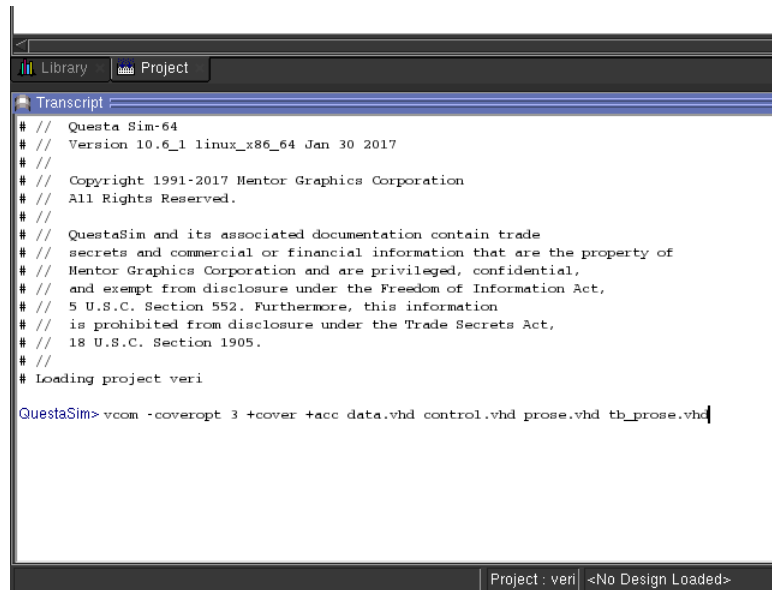 Library
Project
Transcript
# //  Questa Sim-64
# //  Version 10.6_1 linux_x86_64 Jan 30 2017
# //
# //  Copyright 1991-2017 Mentor Graphics Corporation
# //  All Rights Reserved.
# //
# //  QuestaSim and its associated documentation contain trade
# //  secrets and commercial or financial information that are the property of
# //  Mentor Graphics Corporation and are privileged, confidential,
# //  and exempt from disclosure under the Freedom of Information Act,
# //  5 U.S.C. Section 552. Furthermore, this information
# //  is prohibited from disclosure under the Trade Secrets Act,
# //  18 U.S.C. Section 1905.
# //
# Loading project veri
QuestaSim> vcom -coveropt 3 +cover +acc data.vhd control.vhd prose.vhd tb_prose.vhd
Project : veri <No Design Loaded>